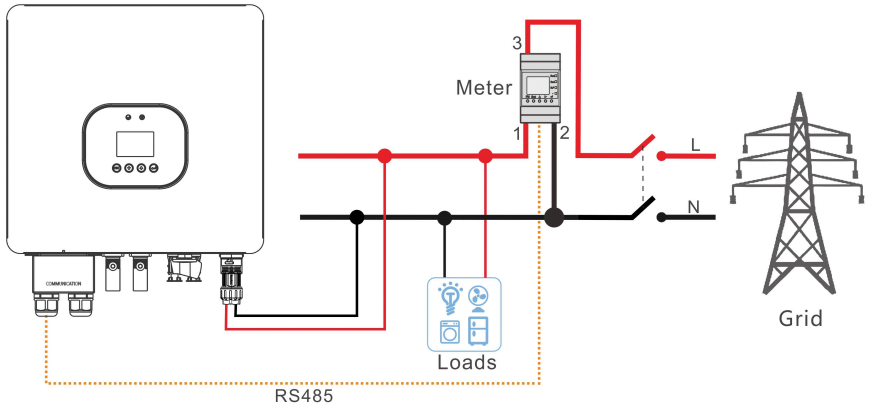 3
Meter
1
2
L
N
COMMUNICATION
Loads
Grid
RS485